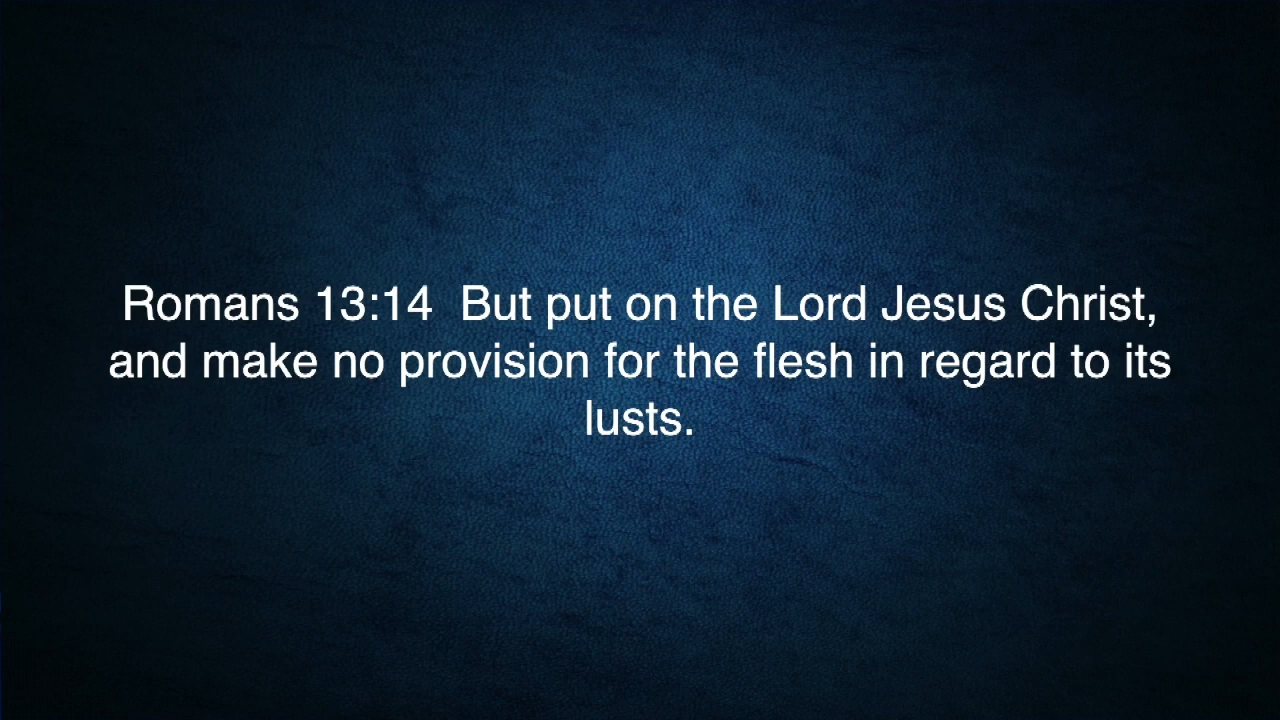 Romans 13:14  But put on the Lord Jesus Christ,
and make no provision for the flesh in regard to its
lusts.